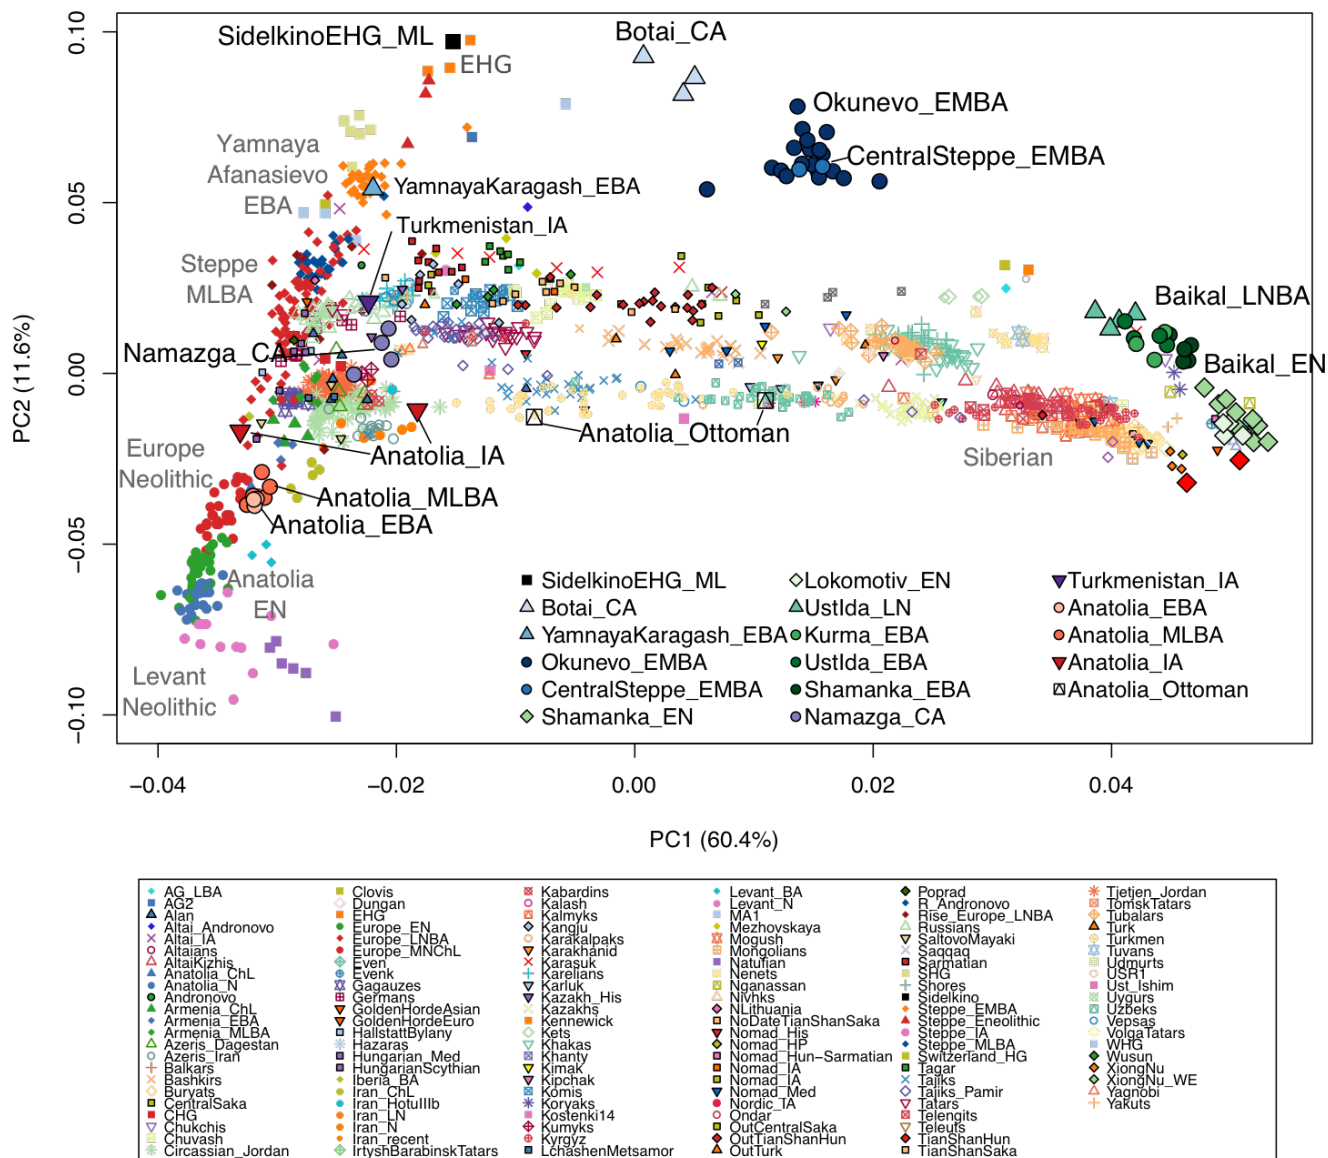 0.10
0.05
0.00
−0.05
−0.10
PC2 (11.6%)
SidelkinoEHG_ML
EHG
Botai_CA
Okunevo_EMBA
CentralSteppe_EMBA
Yamnaya
Afanasievo
EBA
YamnayaKaragash_EBA
Turkmenistan_IA
Steppe
MLBA
Baikal_LNBA
Namazga_CA
Baikal_EN
Anatolia_Ottoman
Anatolia_IA
Siberian
Europe
Neolithic
Anatolia_MLBA
Anatolia_EBA
Anatolia
EN
Levant
Neolithic
SidelkinoEHG_ML
Botai_CA
YamnayaKaragash_EBA
Okunevo_EMBA
CentralSteppe_EMBA
Shamanka_EN
Lokomotiv_EN
UstIda_LN
Kurma_EBA
UstIda_EBA
Shamanka_EBA
Namazga_CA
Turkmenistan_IA
Anatolia_EBA
Anatolia_MLBA
Anatolia_IA
Anatolia_Ottoman
−0.04
−0.02
0.00
0.02
0.04
PC1 (60.4%)
AG_LBA
AG2
Alan
Altai_Andronovo
Altai_IA
Altaians
AltaiKizhis
Anatolia_ChL
Anatolia_N
Andronovo
Armenia_ChL
Armenia_EBA
Armenia_MLBA
Azeris_Dagestan
Azeris_Iran
Balkars
Bashkirs
Buryats
CentralSaka
CHG
Chukchis
Chuvash
Circassian_Jordan
Clovis
Dungan
EHG
Europe_EN
Europe_LNBA
Europe_MNChL
Even
Evenk
Gagauzes
Germans
GoldenHordeAsian
GoldenHordeEuro
HallstattBylany
Hazaras
Hungarian_Med
HungarianScythian
Iberia_BA
Iran_ChL
Iran_HotuIIIb
Iran_LN
Iran_N
Iran_recent
IrtyshBarabinskTatars
Kabardins
Kalash
Kalmyks
Kangju
Karakalpaks
Karakhanid
Karasuk
Karelians
Karluk
Kazakh_His
Kazakhs
Kennewick
Kets
Khakas
Khanty
Kimak
Kipchak
Komis
Koryaks
Kostenki14
Kumyks
Kyrgyz
LchashenMetsamor
Levant_BA
Levant_N
MA1
Mezhovskaya
Mogush
Mongolians
Natufian
Nenets
Nganassan
Nivhks
NLithuania
NoDateTianShanSaka
Nomad_His
Nomad_HP
Nomad_Hun−Sarmatian
Nomad_IA
Nomad_IA
Nomad_Med
Nordic_IA
Ondar
OutCentralSaka
OutTianShanHun
OutTurk
Poprad
R_Andronovo
Rise_Europe_LNBA
Russians
SaltovoMayaki
Saqqaq
Sarmatian
SHG
Shores
Sidelkino
Steppe_EMBA
Steppe_Eneolithic
Steppe_IA
Steppe_MLBA
Switzerland_HG
Tagar
Tajiks
Tajiks_Pamir
Tatars
Telengits
Teleuts
TianShanHun
TianShanSaka
Tjetjen_Jordan
TomskTatars
Tubalars
Turk
Turkmen
Tuvans
Udmurts
USR1
Ust_Ishim
Uygurs
Uzbeks
Vepsas
VolgaTatars
WHG
Wusun
XiongNu
XiongNu_WE
Yagnobi
Yakuts